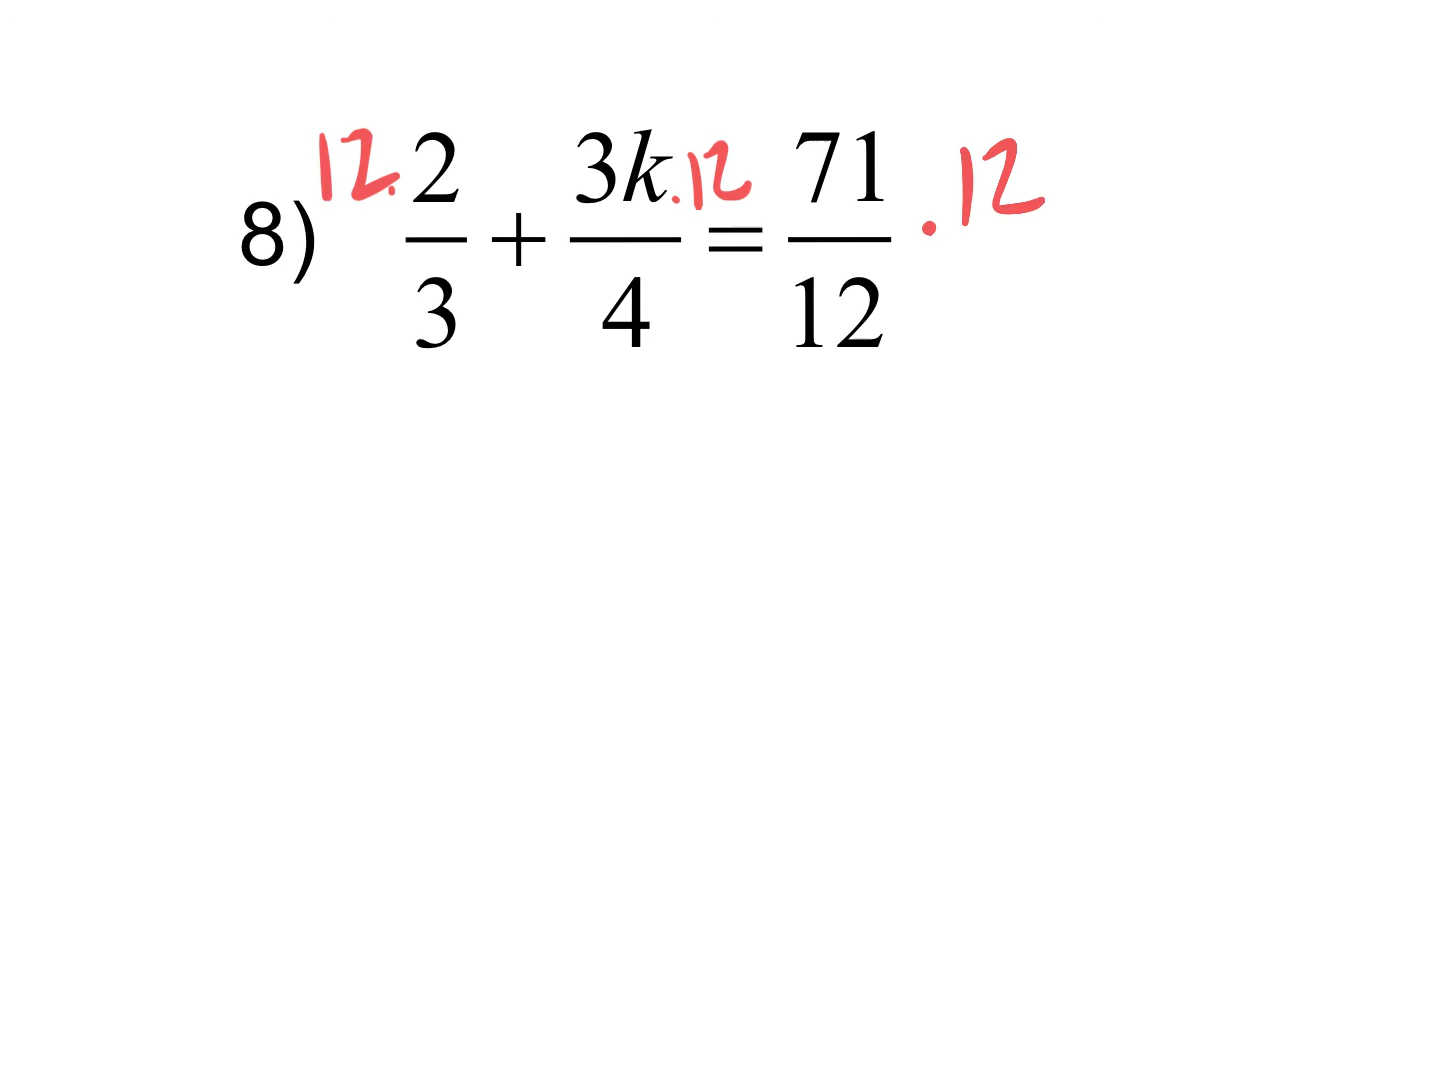 8) 12 · 2/3 + 3k/4 · 12 = 71/12 · 12